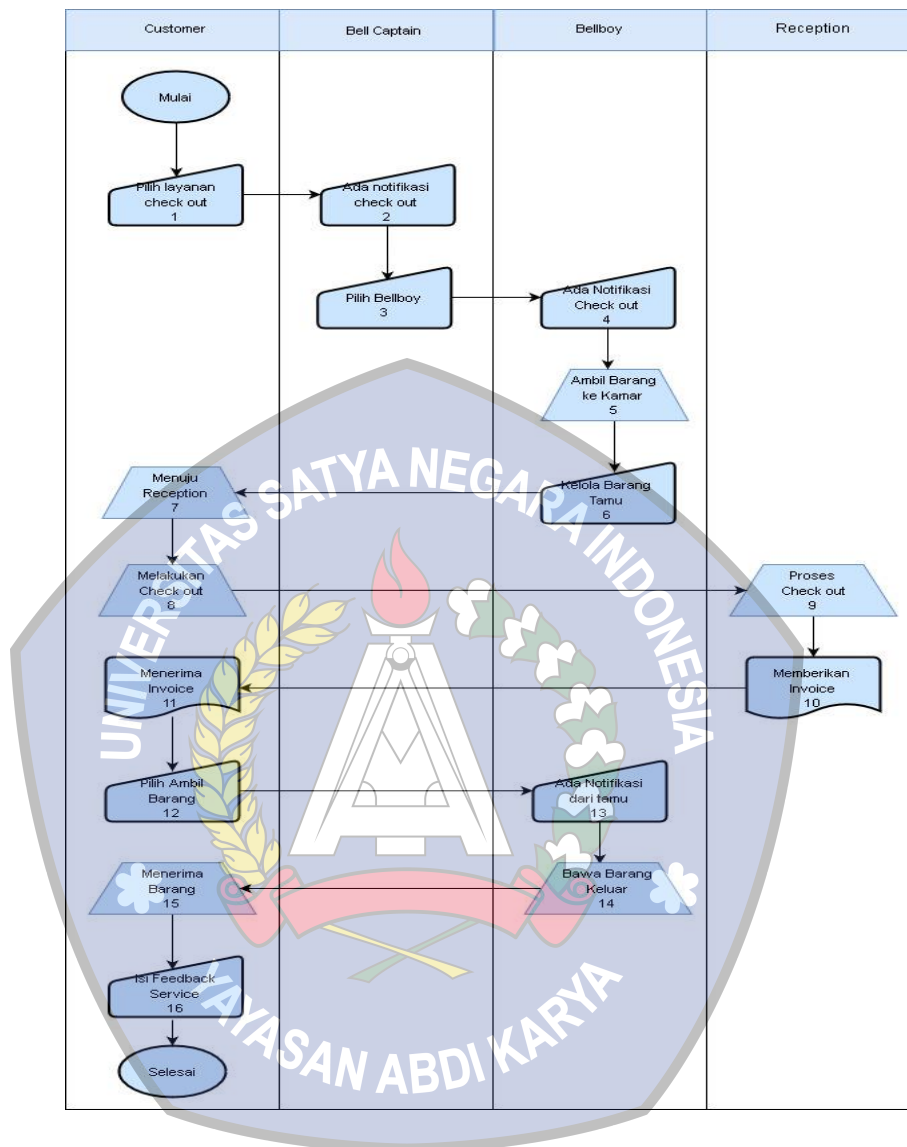 Customer
Bell Captain
Bellboy
Reception
Mulai
Pilih layanan
check out
1
Ada notifikasi
check out
2
Pilih Bellboy
3
Ada Notifikasi
Check out
4
Ambil Barang
ke Kamar
5
Kelola Barang
Tamu
6
Menuju
Reception
7
Melakukan
Check out
8
Proses
Check out
9
Memberikan
Invoice
10
Menerima
Invoice
11
Pilih Ambil
Barang
12
Ada Notifikasi
dari tamu
13
Bawa Barang
Keluar
14
Menerima
Barang
15
Isi Feedback
Service
16
Selesai
UNIVERSITAS SATYA NEGARA INDONESIA
YAYASAN ABDI KARYA